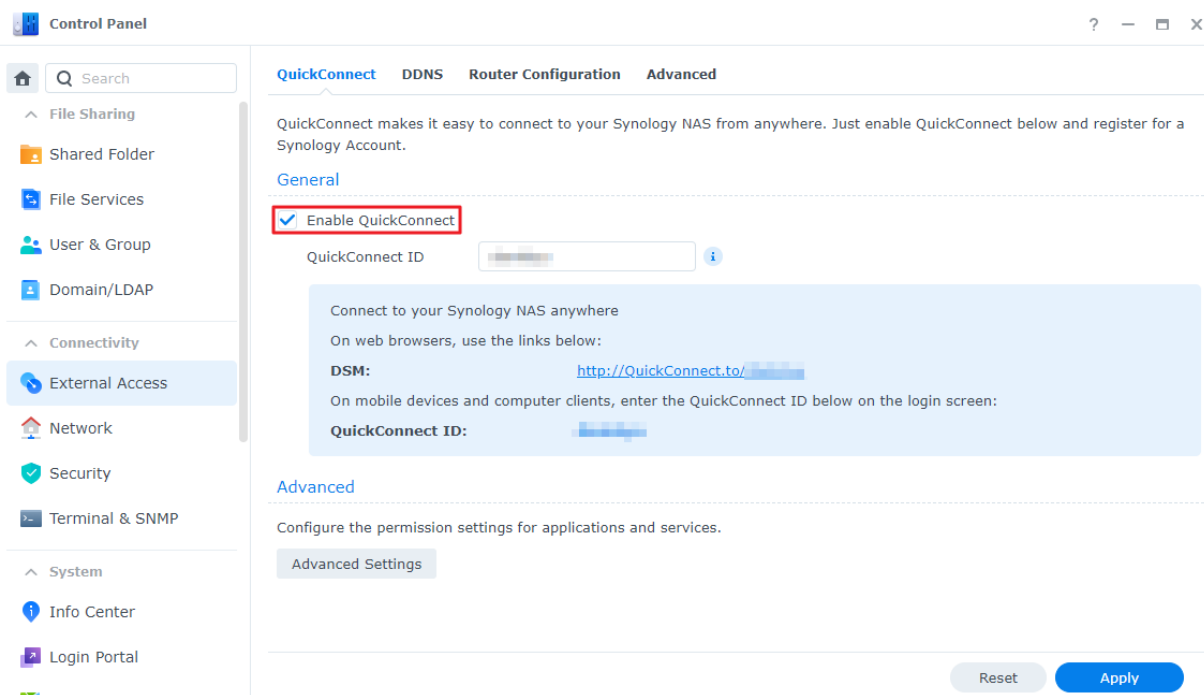 Control Panel
?
Search
File Sharing
Shared Folder
File Services
User & Group
Domain/LDAP
Connectivity
External Access
Network
Security
Terminal & SNMP
System
Info Center
Login Portal
QuickConnect DDNS Router Configuration Advanced
QuickConnect makes it easy to connect to your Synology NAS from anywhere. Just enable QuickConnect below and register for a
Synology Account.
General
Enable QuickConnect
QuickConnect ID
Connect to your Synology NAS anywhere
On web browsers, use the links below:
DSM: http://QuickConnect.to/
On mobile devices and computer clients, enter the QuickConnect ID below on the login screen:
QuickConnect ID:
Advanced
Configure the permission settings for applications and services.
Advanced Settings
Reset Apply